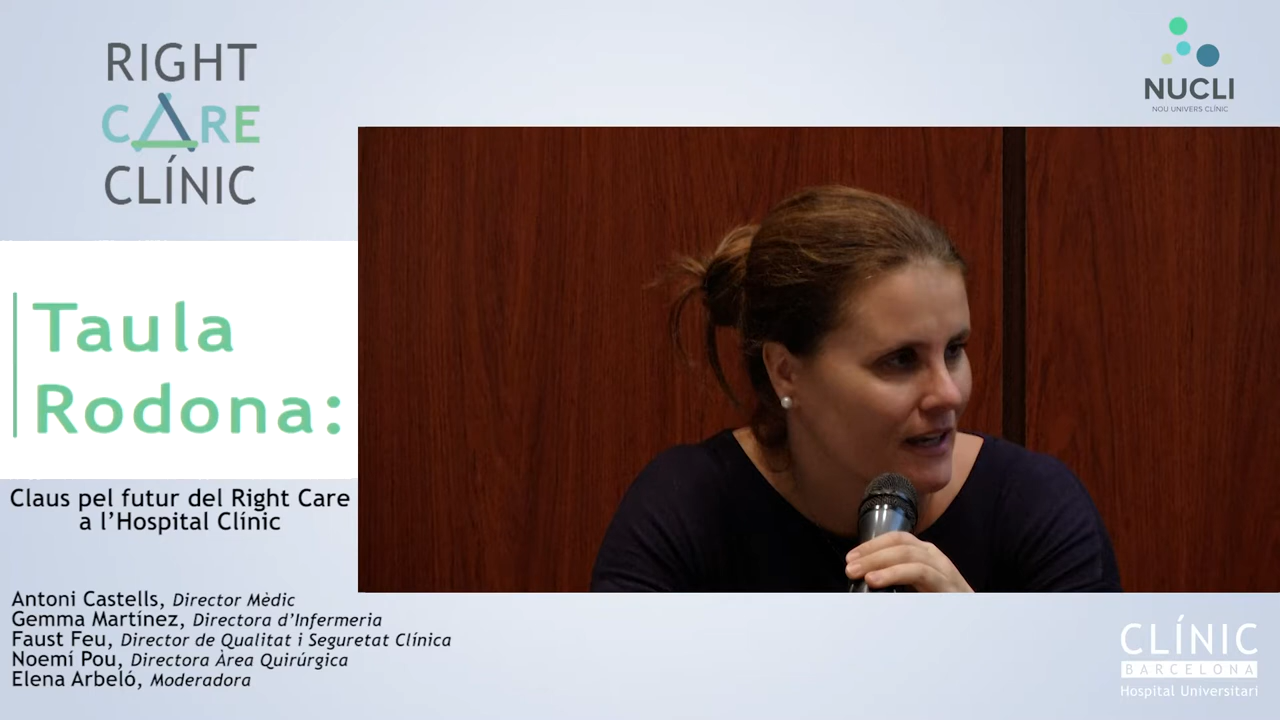 RIGHT
CARE
CLÍNIC
NUCLI
NOU UNIVERS CLÍNIC
Taula
Rodona:
Claus pel futur del Right Care
a l’Hospital Clínic
Antoni Castells, Director Mèdic
Gemma Martínez, Directora d’Infermeria
Faust Feu, Director de Qualitat i Seguretat Clínica
Noemí Pou, Directora Àrea Quirúrgica
Elena Arbeló, Moderadora
CLÍNIC
BARCELONA
Hospital Universitari